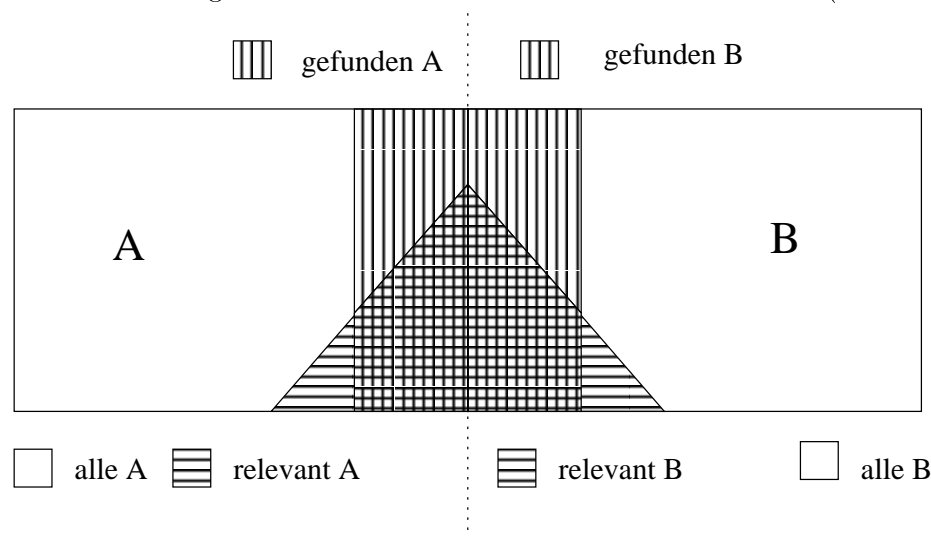 gefunden A
gefunden B
A
B
alle A
relevant A
relevant B
alle B